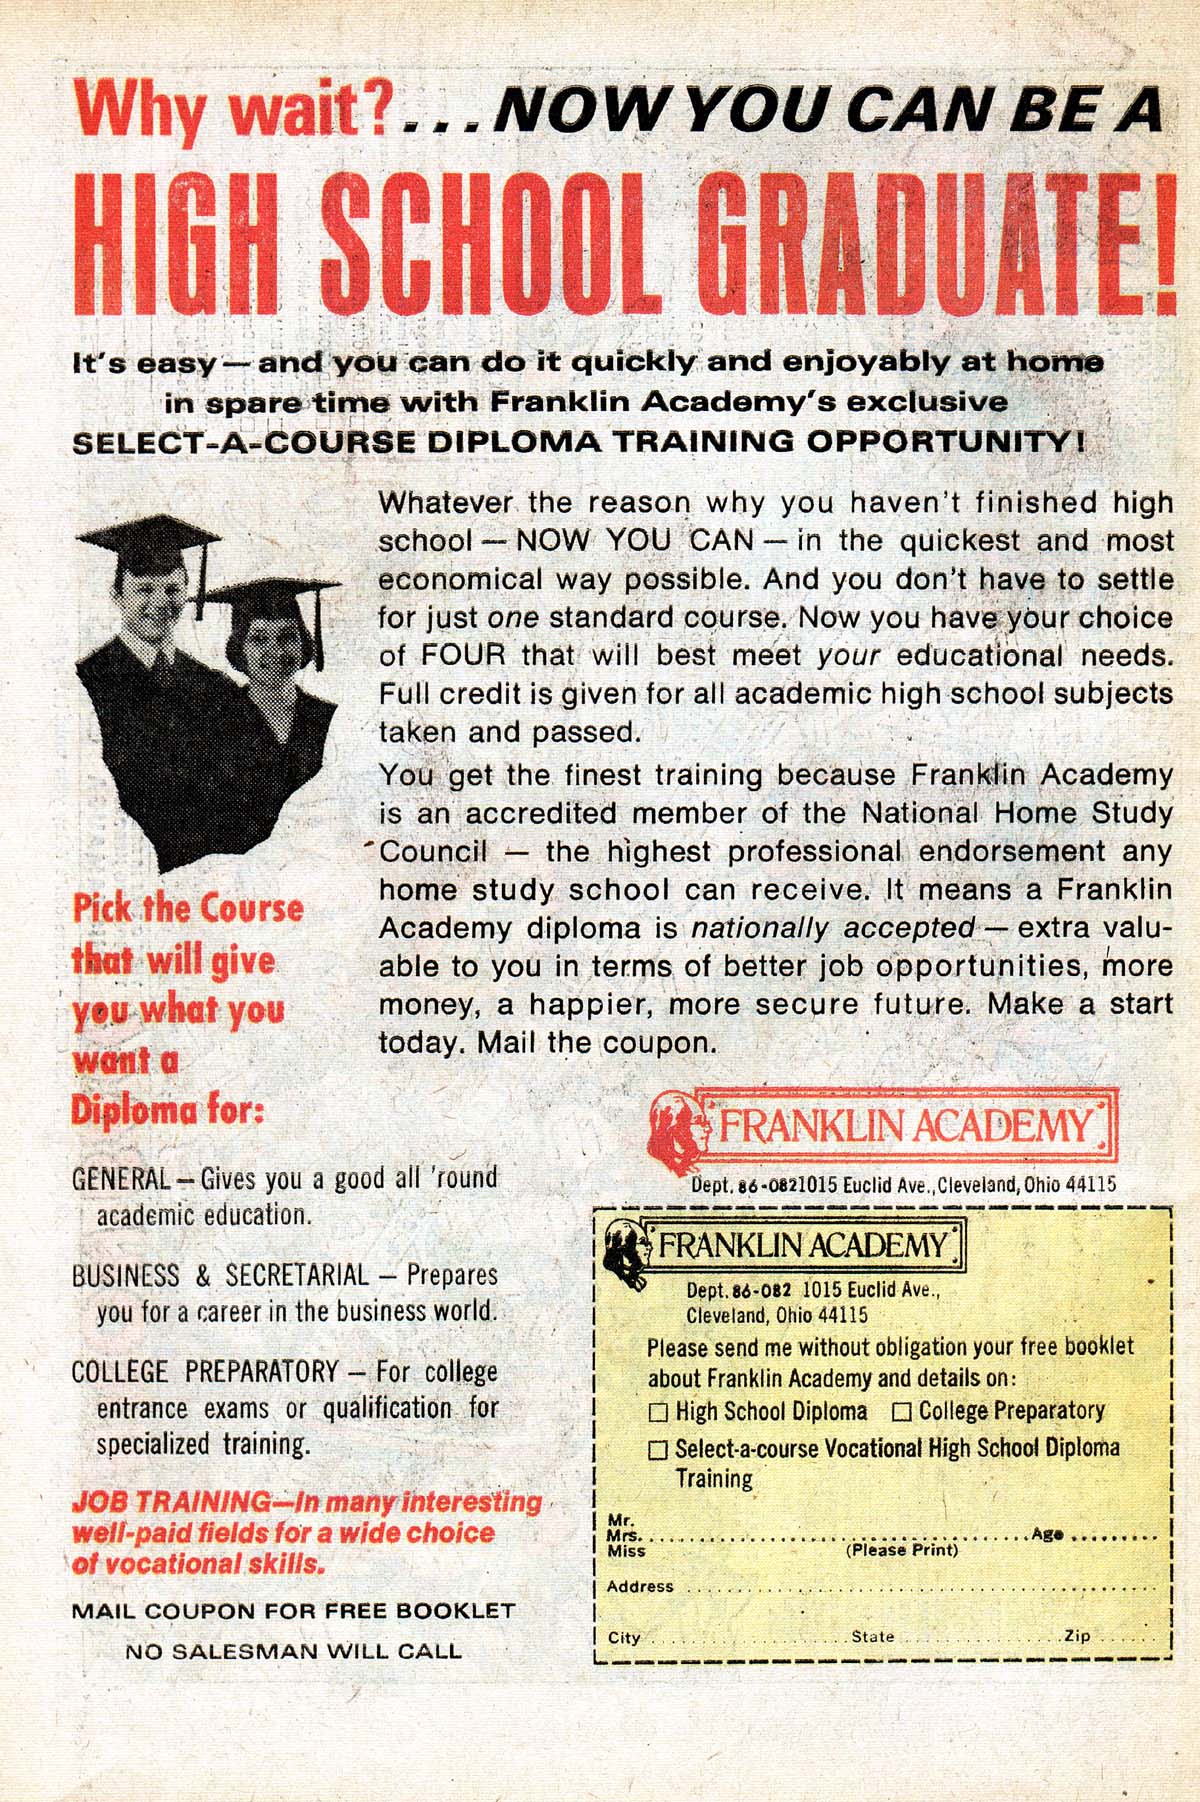 Why wait?...NOW YOU CAN BE A
HIGH SCHOOL GRADUATE!
It's easy — and you can do it quickly and enjoyably at home
in spare time with Franklin Academy's exclusive
SELECT-A-COURSE DIPLOMA TRAINING OPPORTUNITY!
Whatever the reason why you haven't finished high
school — NOW YOU CAN — in the quickest and most
economical way possible. And you don't have to settle
for just one standard course. Now you have your choice
of FOUR that will best meet your educational needs.
Full credit is given for all academic high school subjects
taken and passed.
You get the finest training because Franklin Academy
is an accredited member of the National Home Study
Council — the highest professional endorsement any
home study school can receive. It means a Franklin
Academy diploma is nationally accepted — extra valu-
able to you in terms of better job opportunities, more
money, a happier, more secure future. Make a start
today. Mail the coupon.
Pick the Course
that will give
you what you
want a
Diploma for:
GENERAL — Gives you a good all 'round
academic education.
BUSINESS & SECRETARIAL — Prepares
you for a career in the business world.
COLLEGE PREPARATORY — For college
entrance exams or qualification for
specialized training.
JOB TRAINING—In many interesting
well-paid fields for a wide choice
of vocational skills.
MAIL COUPON FOR FREE BOOKLET
NO SALESMAN WILL CALL
FRANKLIN ACADEMY
Dept. 86-0821015 Euclid Ave., Cleveland, Ohio 44115
FRANKLIN ACADEMY
Dept. 86-082 1015 Euclid Ave.,
Cleveland, Ohio 44115
Please send me without obligation your free booklet
about Franklin Academy and details on:
☐ High School Diploma ☐ College Preparatory
☐ Select-a-course Vocational High School Diploma
Training
Mr.
Mrs. Age
Miss (Please Print)
Address
City State Zip